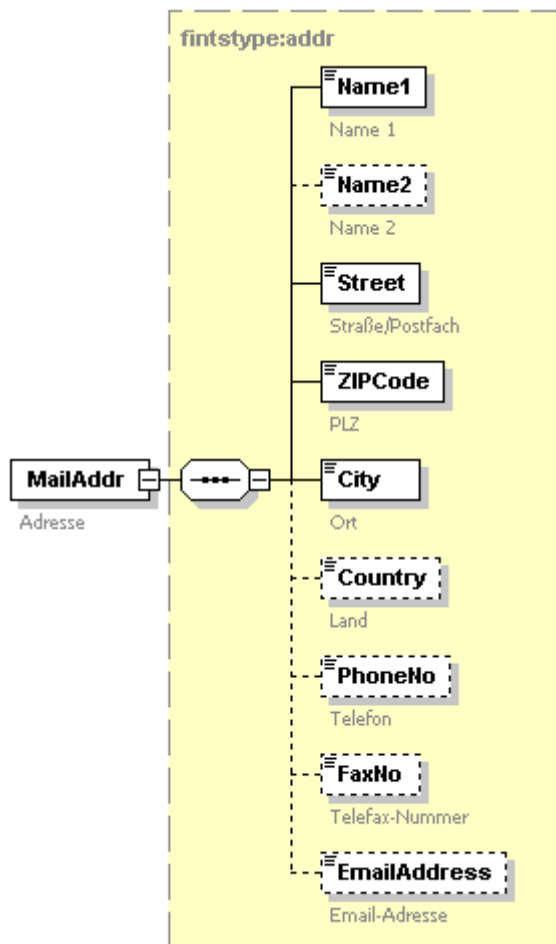 fintstype:addr
Name1
Name 1
Name2
Name 2
Street
Straße/Postfach
ZIPCode
PLZ
MailAddr
Adresse
City
Ort
Country
Land
PhoneNo
Telefon
FaxNo
Telefax-Nummer
EmailAddress
Email-Adresse